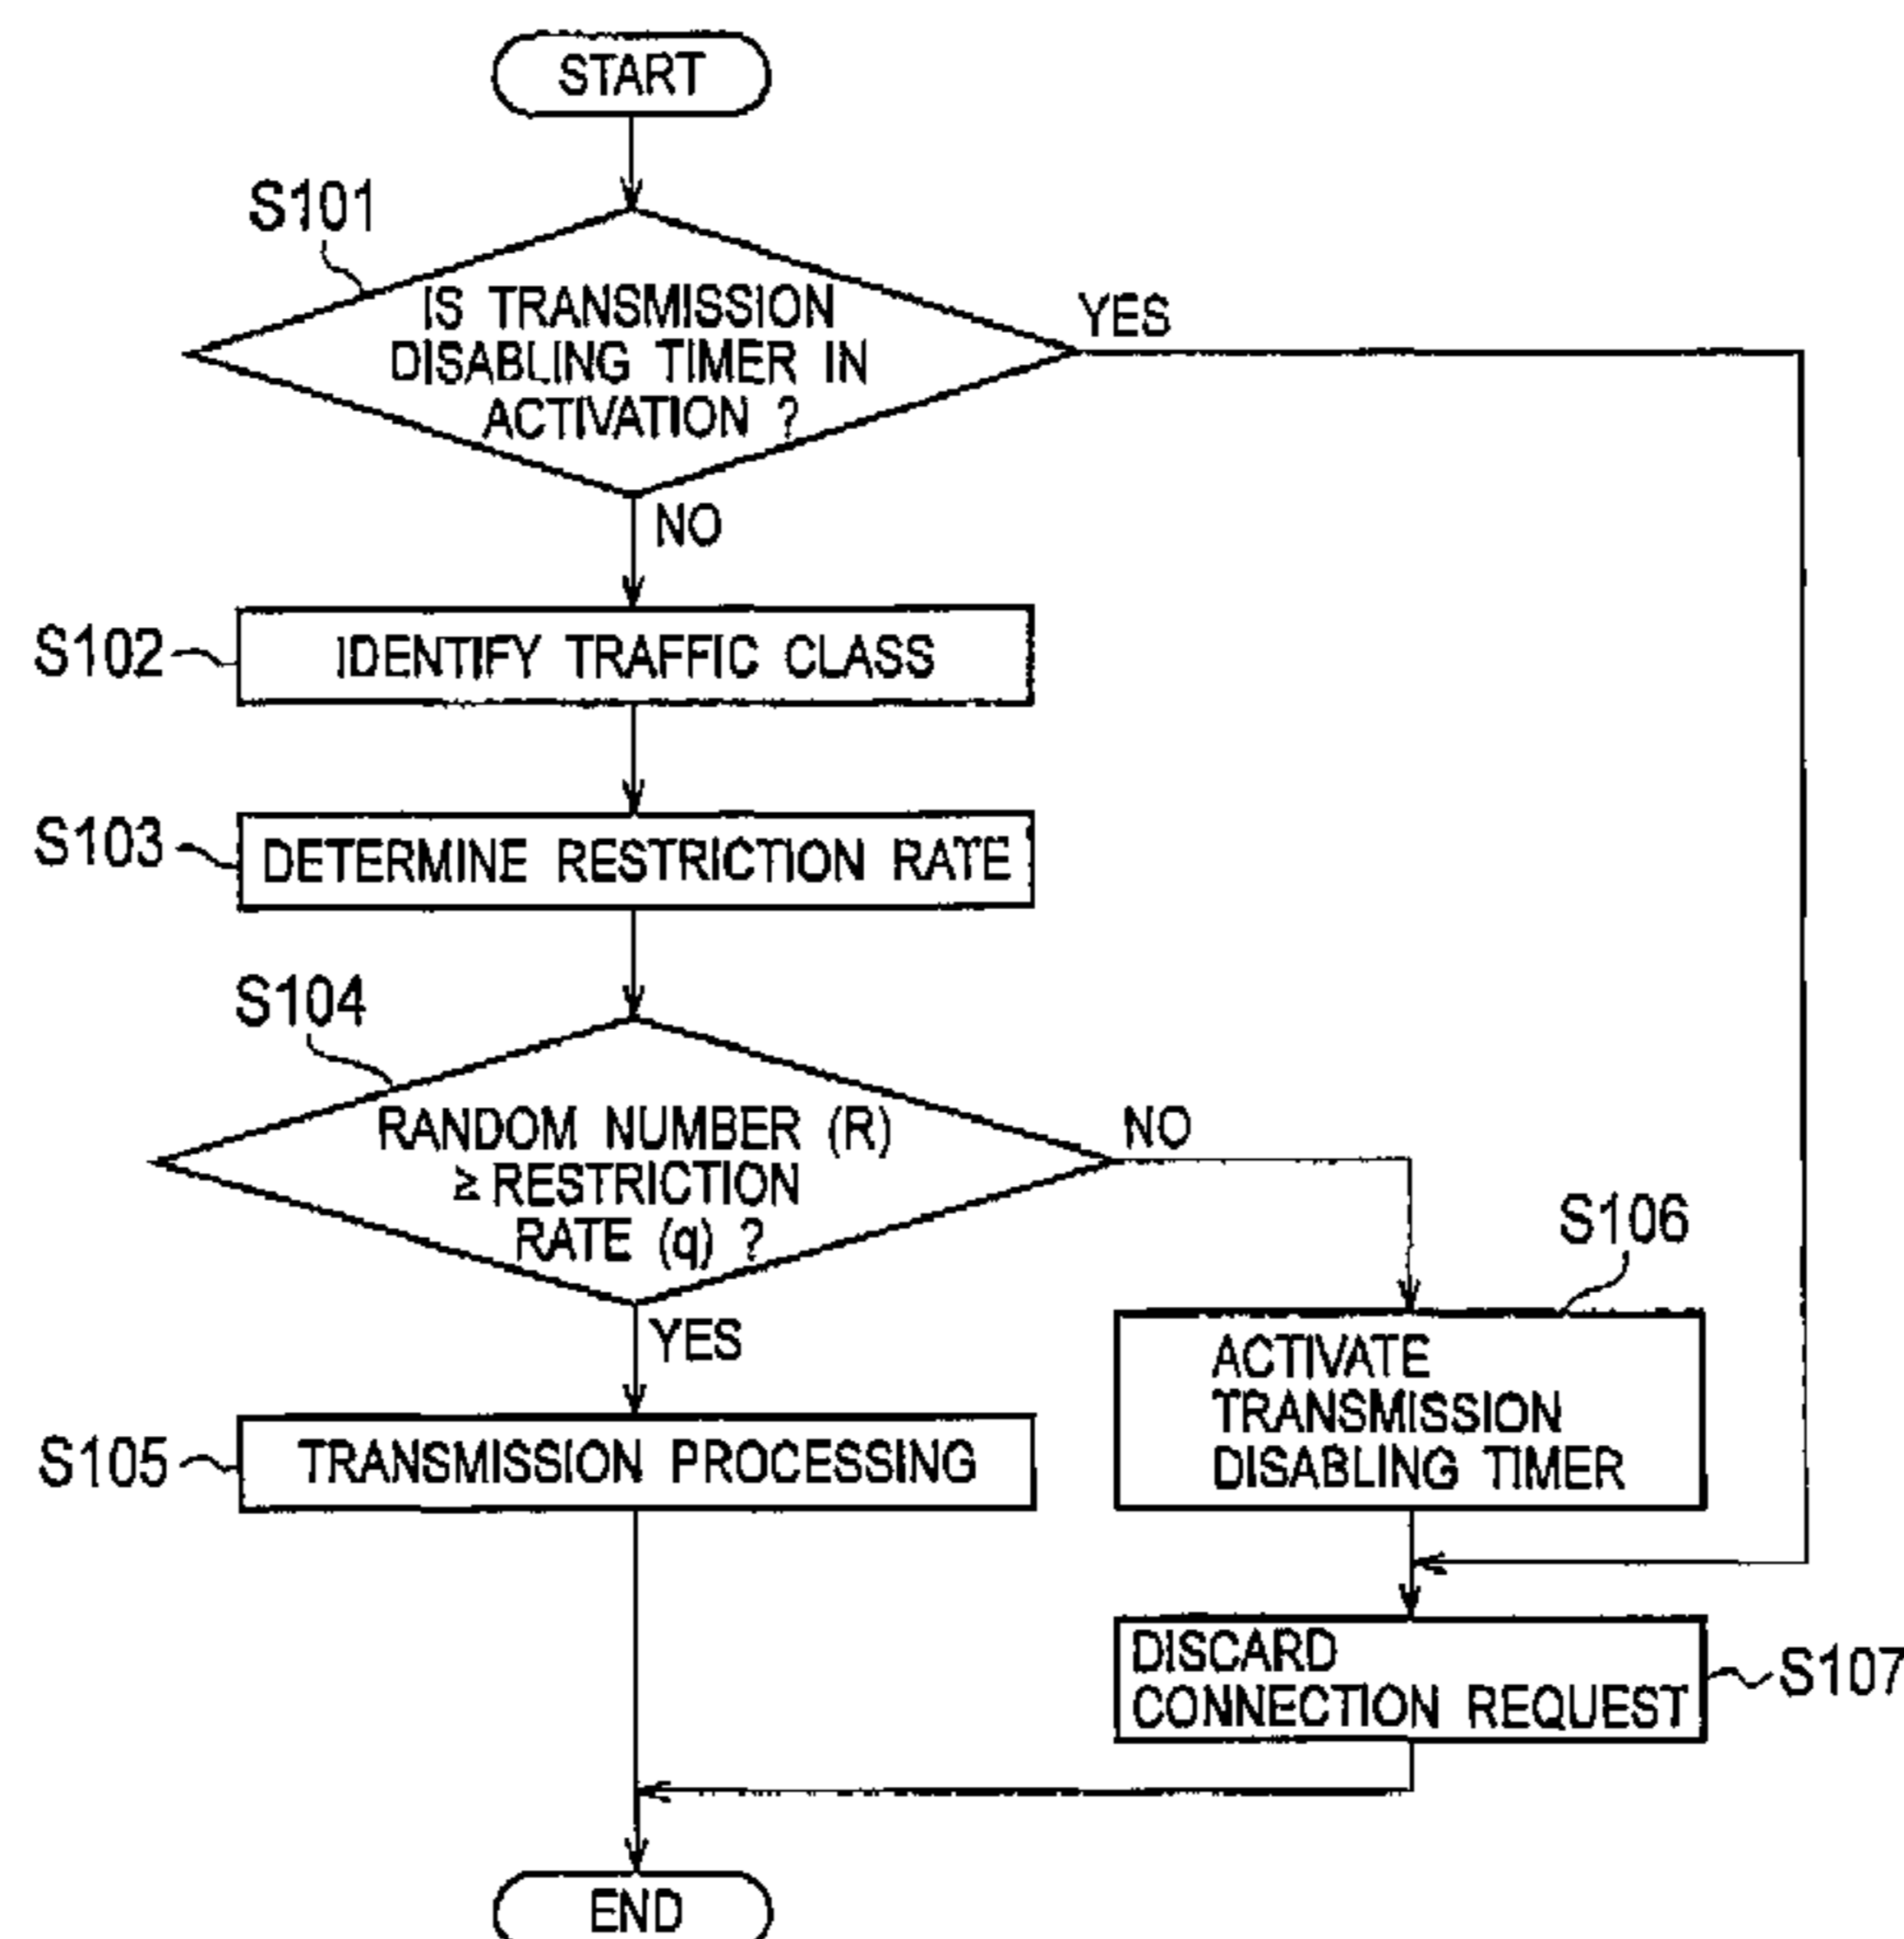 START
S101
IS TRANSMISSION
DISABLING TIMER IN
ACTIVATION ?
YES
NO
S102
IDENTIFY TRAFFIC CLASS
S103
DETERMINE RESTRICTION RATE
S104
RANDOM NUMBER (R)
≥ RESTRICTION
RATE (q) ?
NO
YES
S106
ACTIVATE
TRANSMISSION
DISABLING TIMER
S105
TRANSMISSION PROCESSING
DISCARD
CONNECTION REQUEST
S107
END